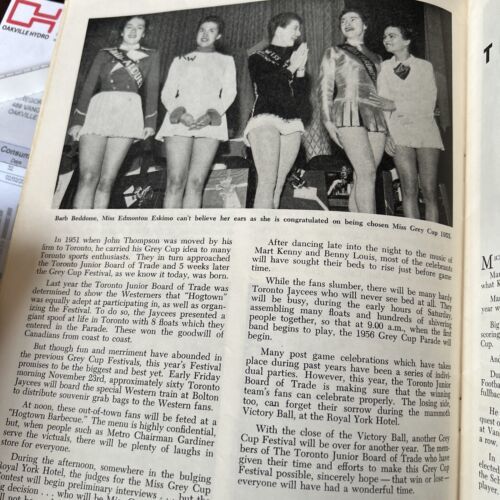 OAKVILLE HYDRO
Barb Beddome, Miss Edmonton Eskimo can't believe her ears as she is congratulated on being chosen Miss Grey Cup 1955.
In 1951 when John Thompson was moved by his
firm to Toronto, he carried his Grey Cup idea to many
Toronto sports enthusiasts. They in turn approached
the Toronto Junior Board of Trade and 5 weeks later
the Grey Cup Festival, as we know it today, was born.
Last year the Toronto Junior Board of Trade was
determined to show the Westerners that "Hogtown"
was equally adept at participating in, as well as organ-
izing the Festival. To do so, the Jaycees presented a
giant spoof of life in Toronto with 8 floats which they
entered in the Parade. These won the goodwill of
Canadians from coast to coast.
But though fun and merriment have abounded in
the previous Grey Cup Festivals, this year's Festival
promises to be the biggest and best yet. Early Friday
morning November 23rd, approximately sixty Toronto
Jaycees will board the special Western train at Bolton
to distribute souvenir grab bags to the Western fans.
At noon, these out-of-town fans will be feted at a
"Hogtown Barbecue." The menu is highly confidential,
but, when people such as Metro Chairman Gardiner
serve the victuals, there will be plenty of laughs in
store for everyone.
During the afternoon, somewhere in the bulging
Royal York Hotel, the judges for the Miss Grey Cup
Contest will begin preliminary interviews
After dancing late into the night to the music of
Mart Kenny and Benny Louis, most of the celebrants
will have sought their beds to rise just before game
time.
While the fans slumber, there will be many hardy
Toronto Jaycees who will never see bed at all. They
will be busy, during the early hours of Saturday,
assembling many floats and hundreds of shivering
people together, so that at 9.00 a.m., when the first
band begins to play, the 1956 Grey Cup Parade will
begin.
Many post game celebrations which have taken
place during past years have been a series of indivi-
dual parties. However, this year, the Toronto Junior
Board of Trade is making sure that the winning
team's fans can celebrate properly. The losing side
too, can forget their sorrow during the mammoth
Victory Ball, at the Royal York Hotel.
With the close of the Victory Ball, another Grey
Cup Festival will be over for another year. The mem-
bers of The Toronto Junior Board of Trade who have
given their time and efforts to make this Grey Cup
Festival possible, sincerely hope — that win or lose —
everyone will have had a wonderful time.